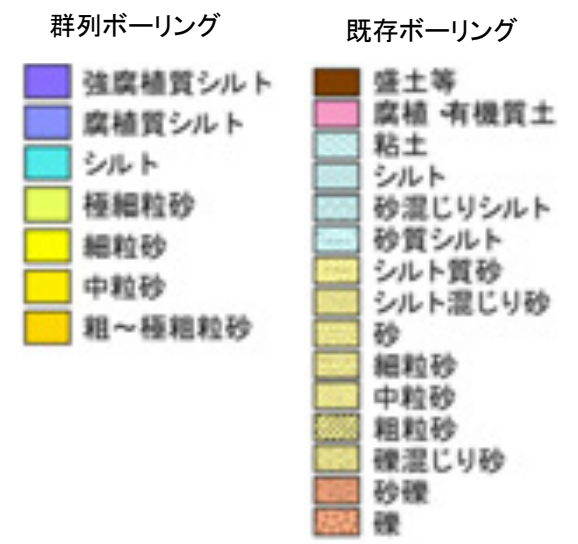 群列ボーリング
強腐植質シルト
腐植質シルト
シルト
極細粒砂
細粒砂
中粒砂
粗～極粗粒砂
既存ボーリング
盛土等
腐植・有機質土
粘土
シルト
砂混じりシルト
砂質シルト
シルト質砂
シルト混じり砂
砂
細粒砂
中粒砂
粗粒砂
礫混じり砂
砂礫
礫